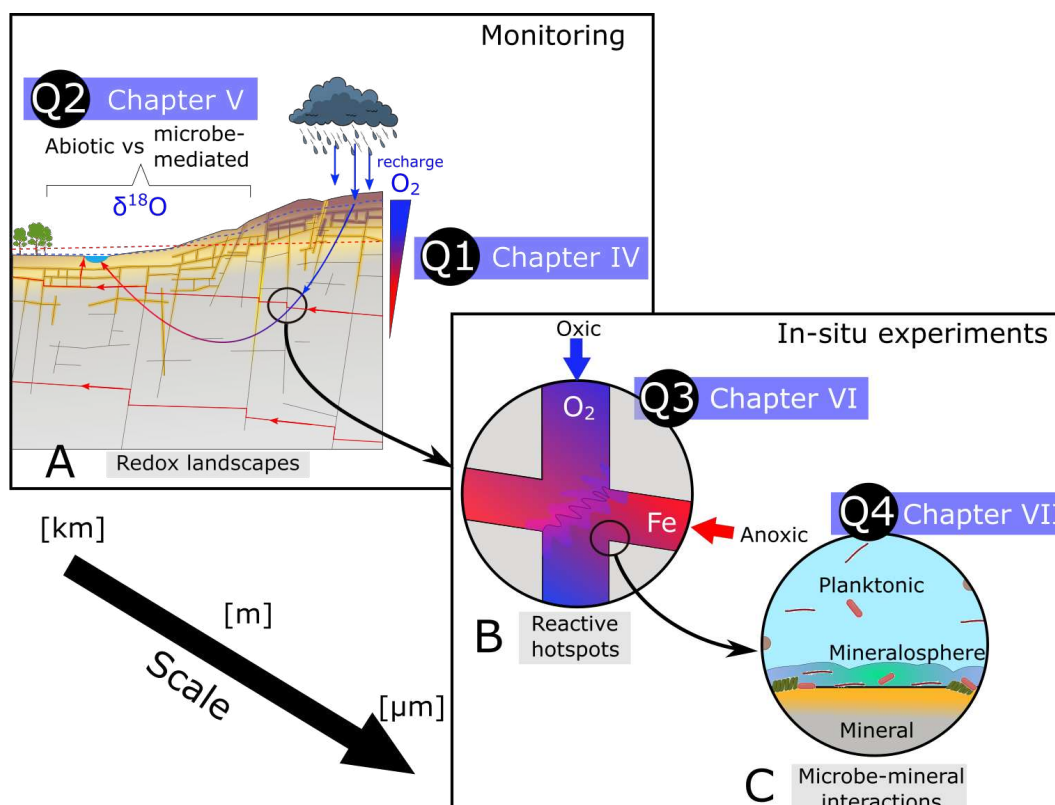 Monitoring
Q2 Chapter V
Abiotic vs microbe-
mediated
δ¹⁸O
recharge
O₂
Q1 Chapter IV
A
Redox landscapes
In-situ experiments
Oxic
O₂
Q3 Chapter VI
Fe
Anoxic
B
Reactive
hotspots
Q4 Chapter VII
Planktonic
Mineralosphere
Mineral
C
Microbe-mineral
interactions
[km]
[m]
[µm]
Scale